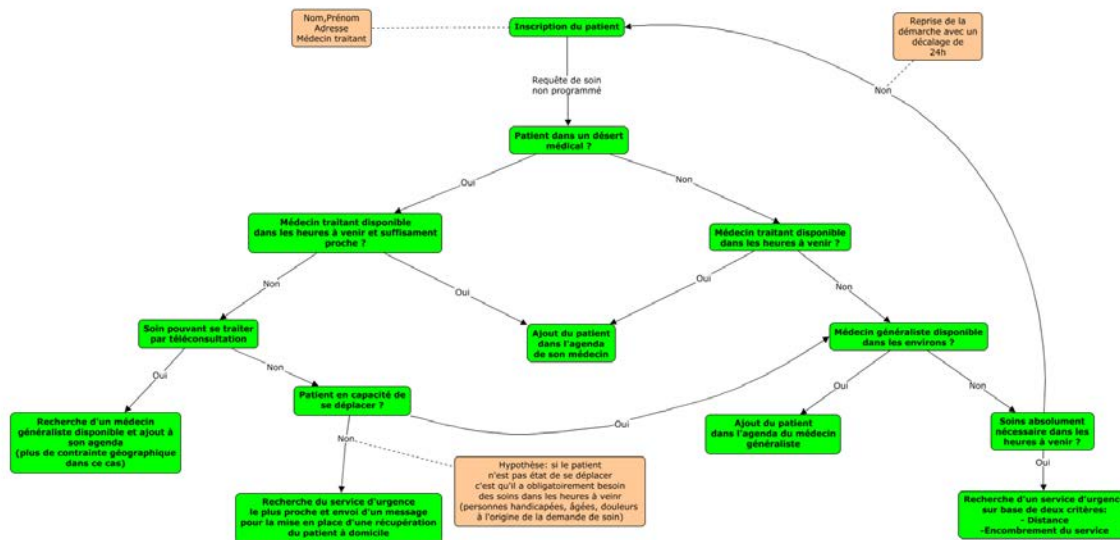 Nom,Prénom
Adresse
Médecin traitant
Inscription du patient
Reprise de la
démarche avec un
décalage de
24h
Non
Requête de soin
non programmé
Patient dans un désert
médical ?
Oui
Non
Médecin traitant disponible
dans les heures à venir et suffisament
proche ?
Médecin traitant disponible
dans les heures à venir ?
Non
Oui
Oui
Non
Soin pouvant se traiter
par téléconsultation
Ajout du patient
dans l'agenda
de son médecin
Médecin généraliste disponible
dans les environs ?
Oui
Non
Oui
Non
Patient en capacité de
se déplacer ?
Recherche d'un médecin
généraliste disponible et ajout à
son agenda
(plus de contrainte géographique
dans ce cas)
Oui
Ajout du patient
dans l'agenda du médecin
généraliste
Soins absolument
nécessaire dans les
heures à venir ?
Non
Oui
Hypothèse: si le patient
n'est pas état de se déplacer
c'est qu'il a obligatoirement besoin
des soins dans les heures à veinr
(personnes handicapées, âgées, douleurs
à l'origine de la demande de soin)
Recherche du service d'urgence
le plus proche et envoi d'un message
pour la mise en place d'une récupération
du patient à domicile
Recherche d'un service d'urgence
sur base de deux critères:
- Distance
-Encombrement du service